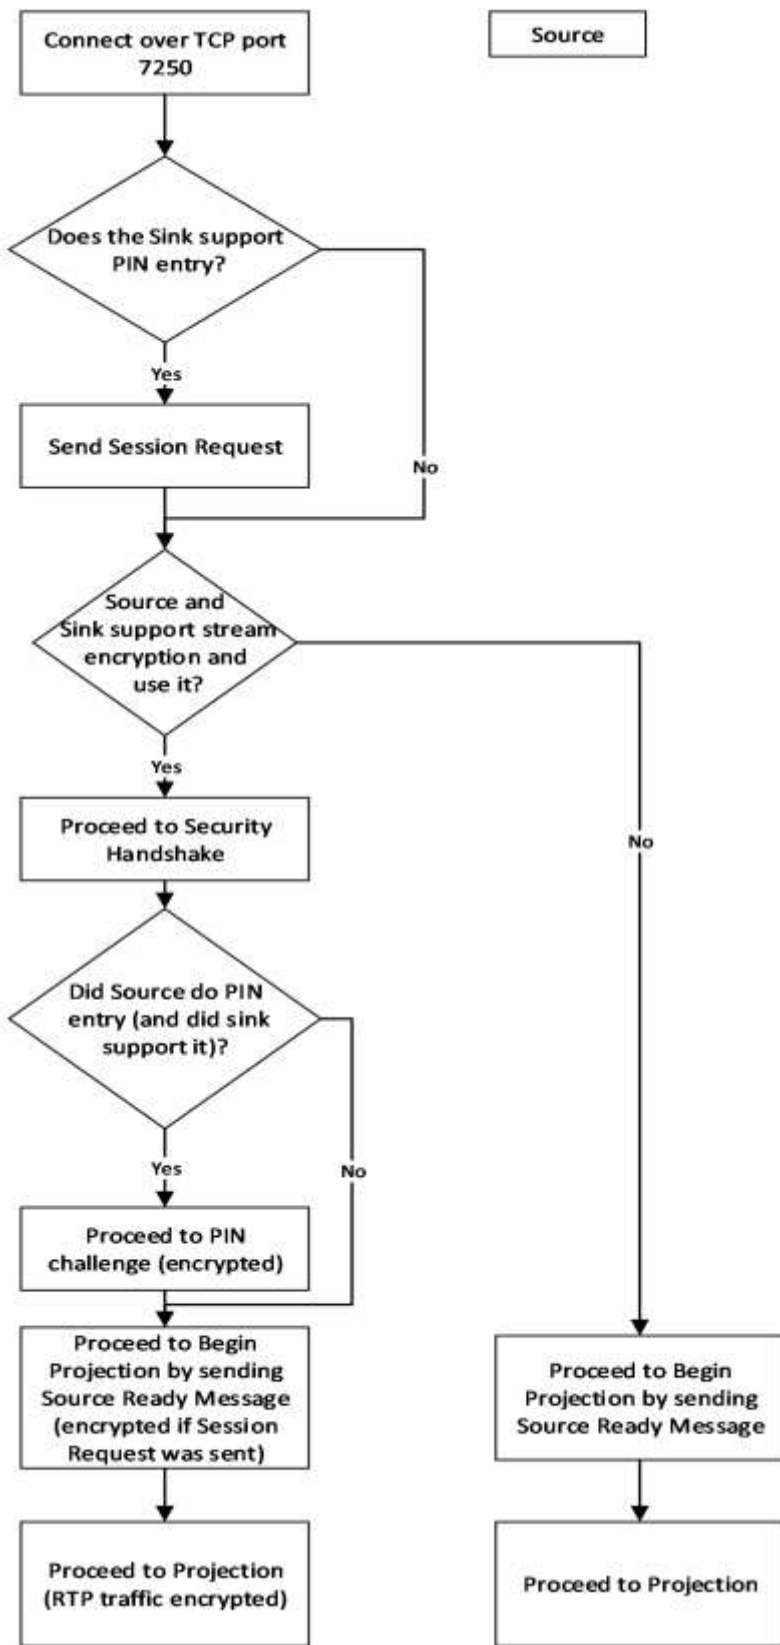 Connect over TCP port
7250
Source
Does the Sink support
PIN entry?
Yes
Send Session Request
No
Source and
Sink support stream
encryption and
use it?
Yes
Proceed to Security
Handshake
No
Did Source do PIN
entry (and did sink
support it)?
Yes
No
Proceed to PIN
challenge (encrypted)
Proceed to Begin
Projection by sending
Source Ready Message
(encrypted if Session
Request was sent)
Proceed to Begin
Projection by sending
Source Ready Message
Proceed to Projection
(RTP traffic encrypted)
Proceed to Projection